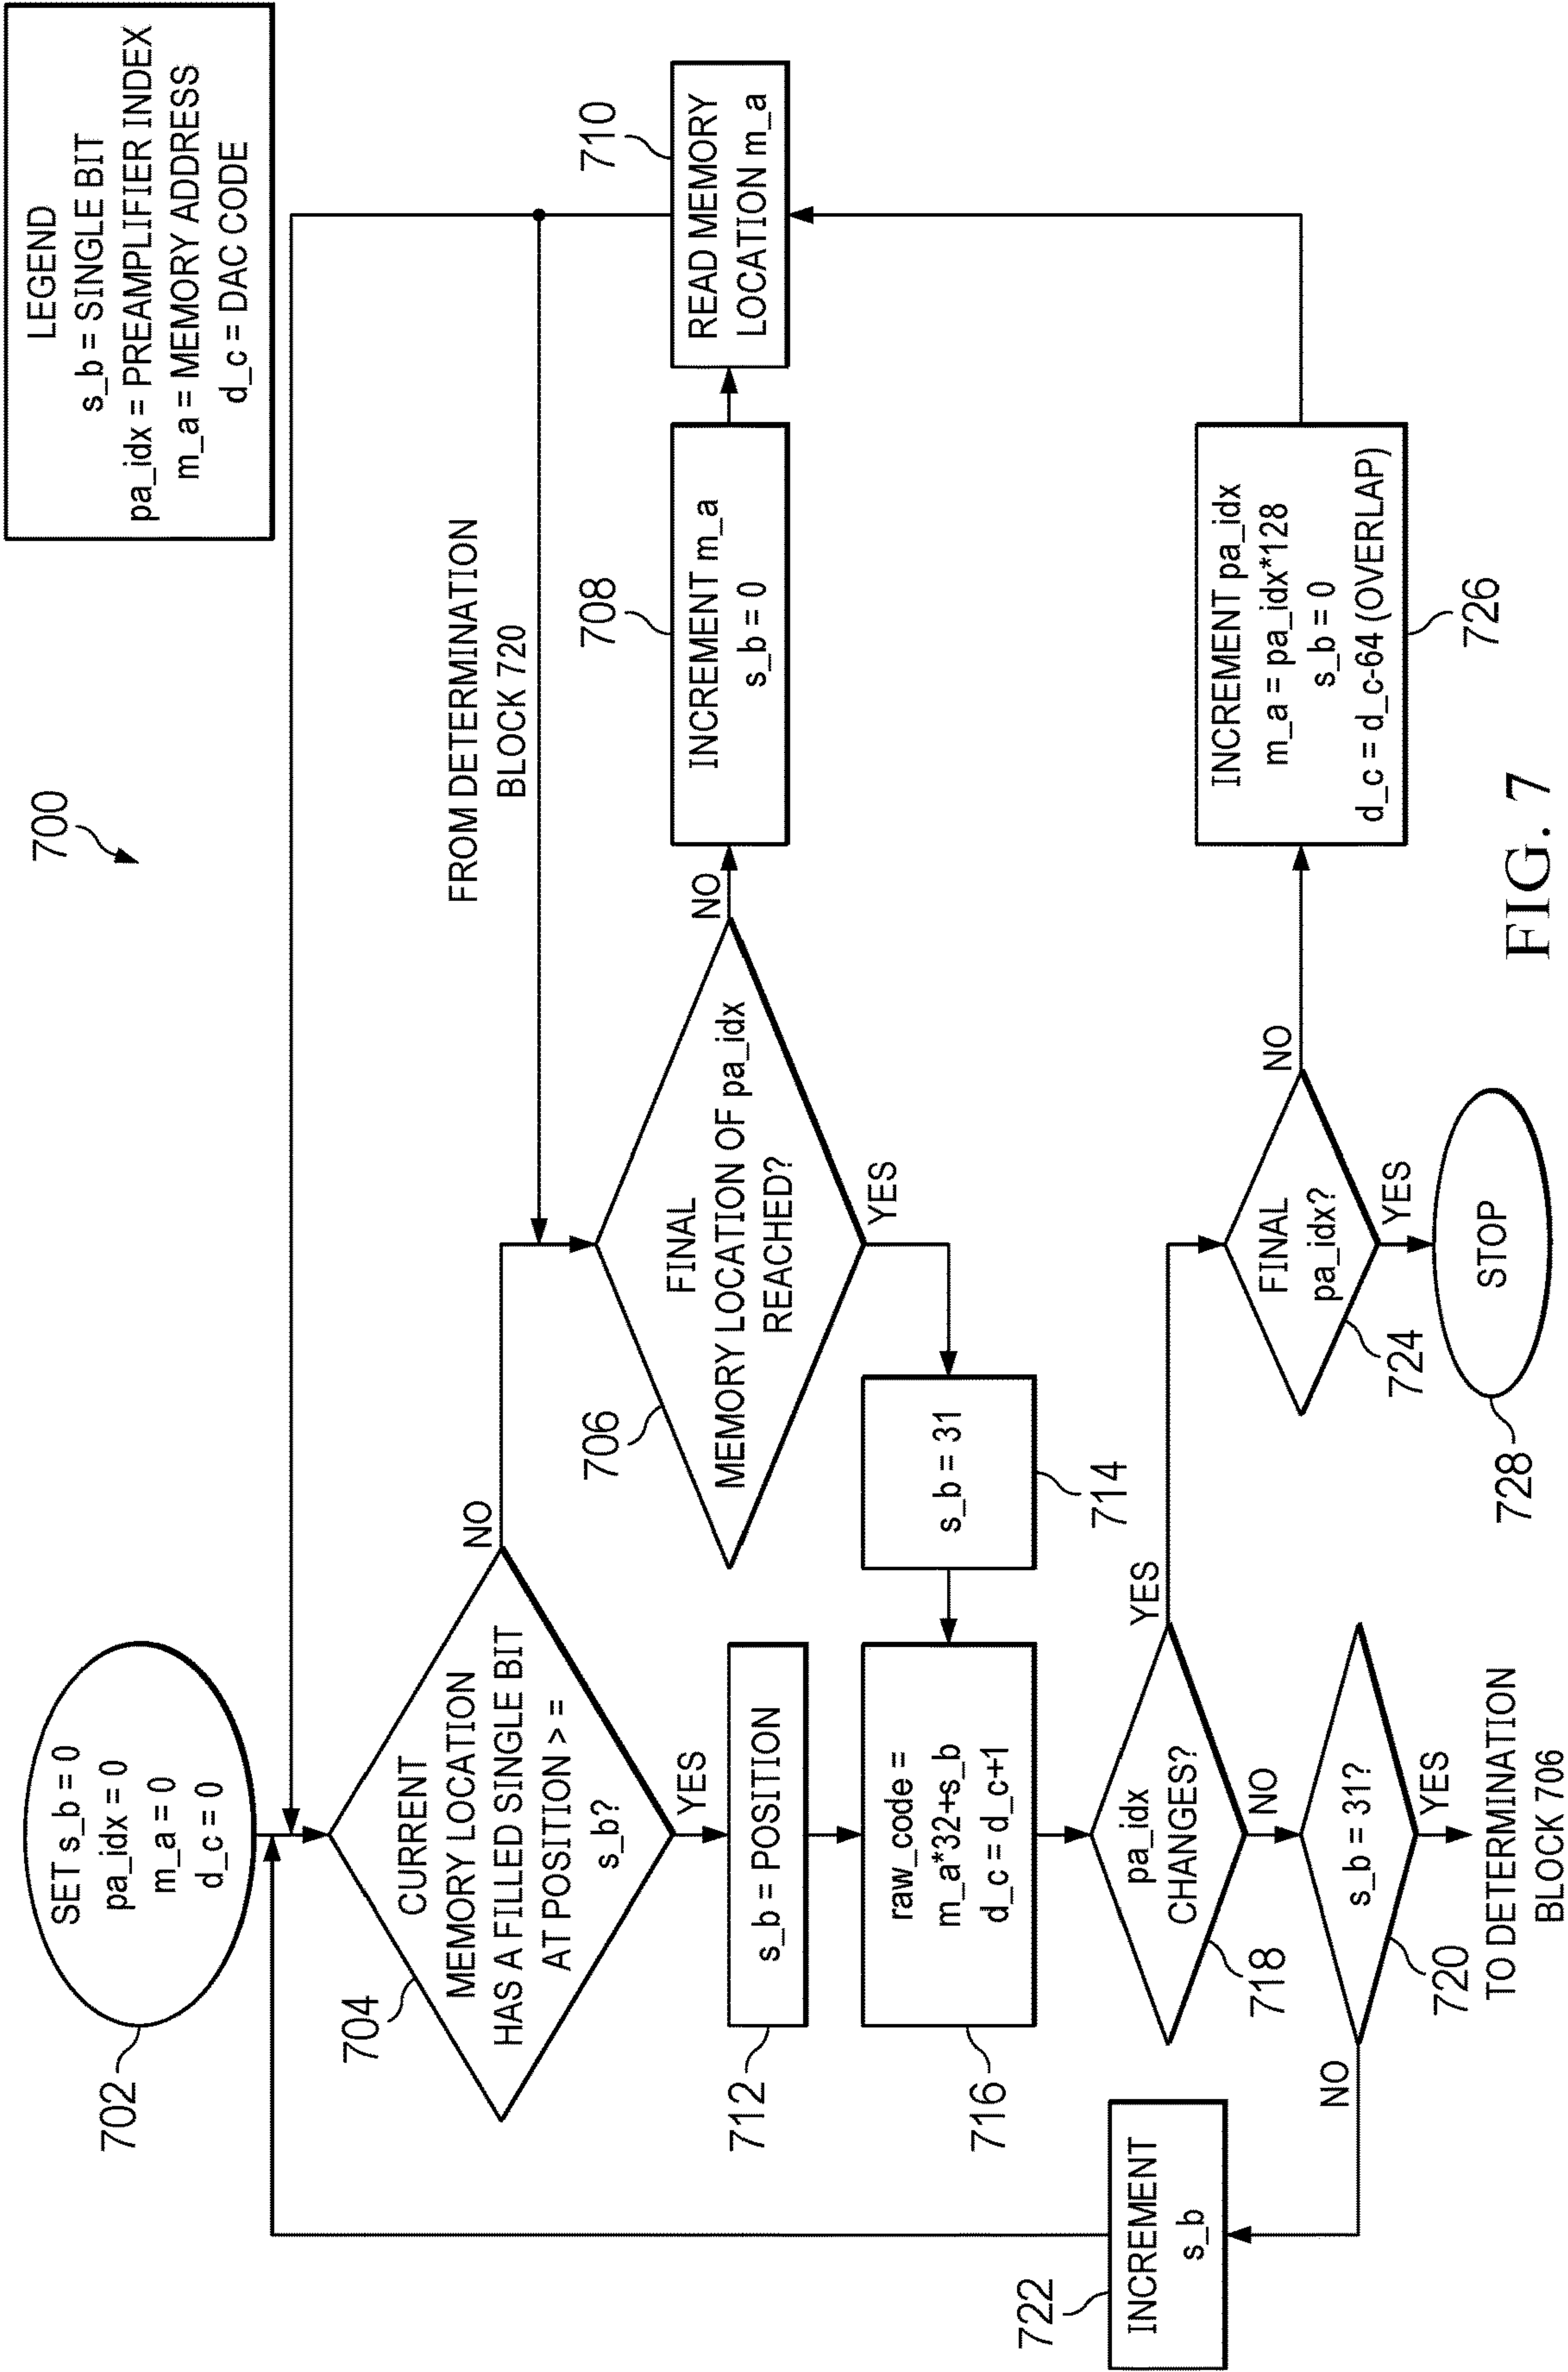 700
LEGEND
s_b = SINGLE BIT
pa_idx = PREAMPLIFIER INDEX
m_a = MEMORY ADDRESS
d_c = DAC CODE
702
SET s_b = 0
pa_idx = 0
m_a = 0
d_c = 0
704
CURRENT
MEMORY LOCATION
HAS A FILLED SINGLE BIT
AT POSITION > =
s_b?
NO
YES
FROM DETERMINATION
BLOCK 720
706
FINAL
MEMORY LOCATION OF pa_idx
REACHED?
NO
YES
708
INCREMENT m_a
s_b = 0
710
READ MEMORY
LOCATION m_a
712
s_b = POSITION
714
s_b = 31
716
raw_code =
m_a*32+s_b
d_c = d_c+1
718
pa_idx
CHANGES?
YES
NO
720
s_b = 31?
NO
YES
TO DETERMINATION
BLOCK 706
722
INCREMENT
s_b
724
FINAL
pa_idx?
NO
YES
726
INCREMENT pa_idx
m_a = pa_idx*128
s_b = 0
d_c = d_c-64 (OVERLAP)
728
STOP
FIG. 7